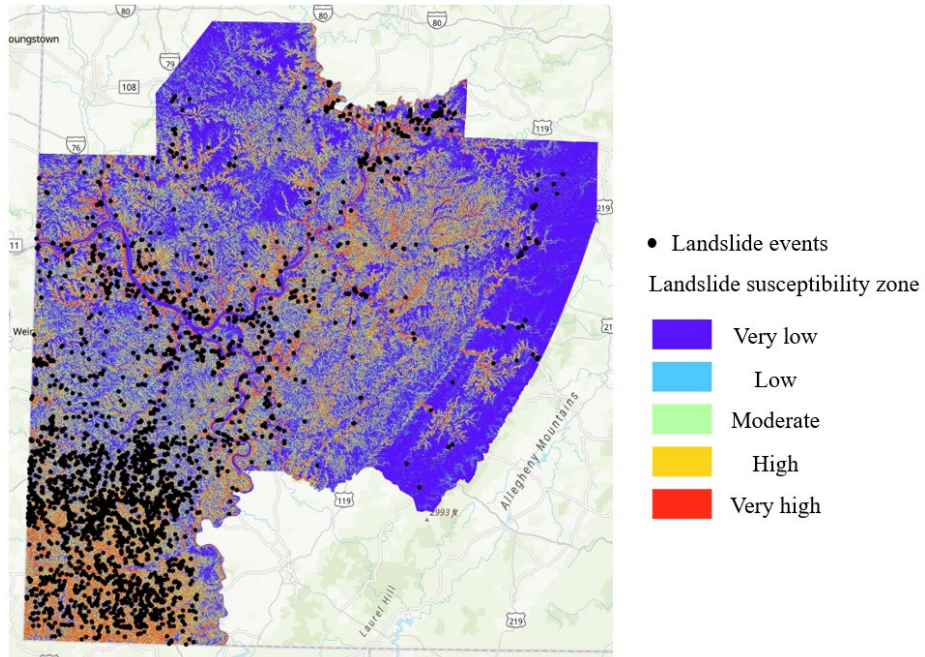 80
80
80
oungstown
79
108
119
76
219
11
Weir
21
Allegheny Mountains
119
2993 ft
Laurel Hill
219
Landslide events
Landslide susceptibility zone
Very low
Low
Moderate
High
Very high